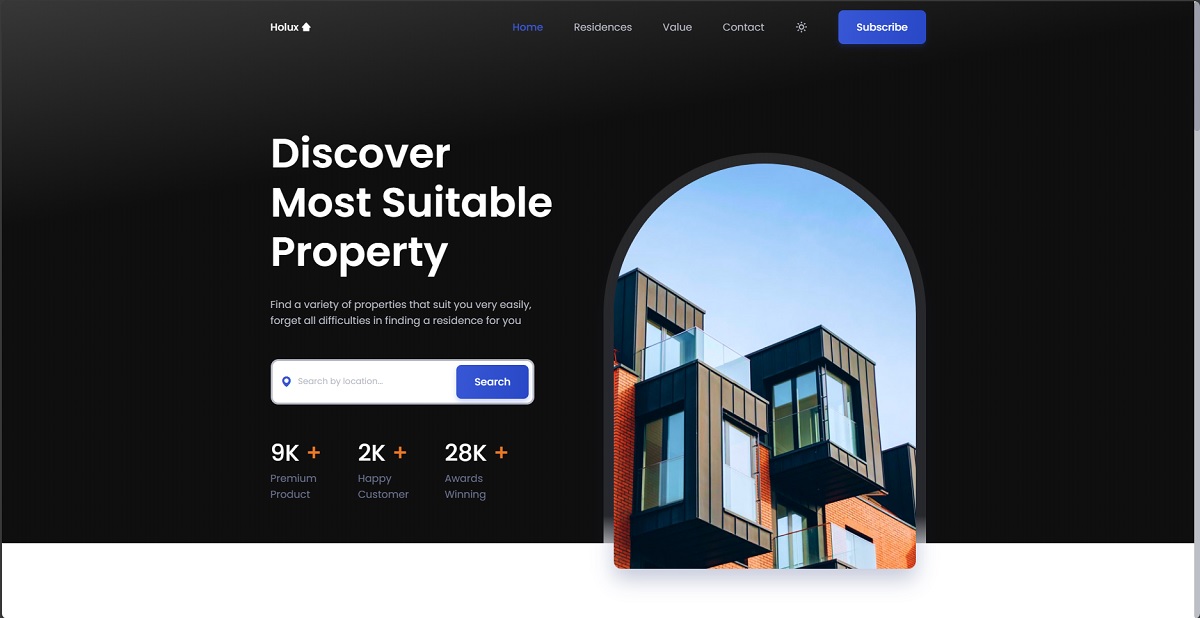 Holux
Home Residences Value Contact Subscribe
Discover
Most Suitable
Property
Find a variety of properties that suit you very easily,
forget all difficulties in finding a residence for you
Search by location... Search
9K + 2K + 28K +
Premium Happy Awards
Product Customer Winning